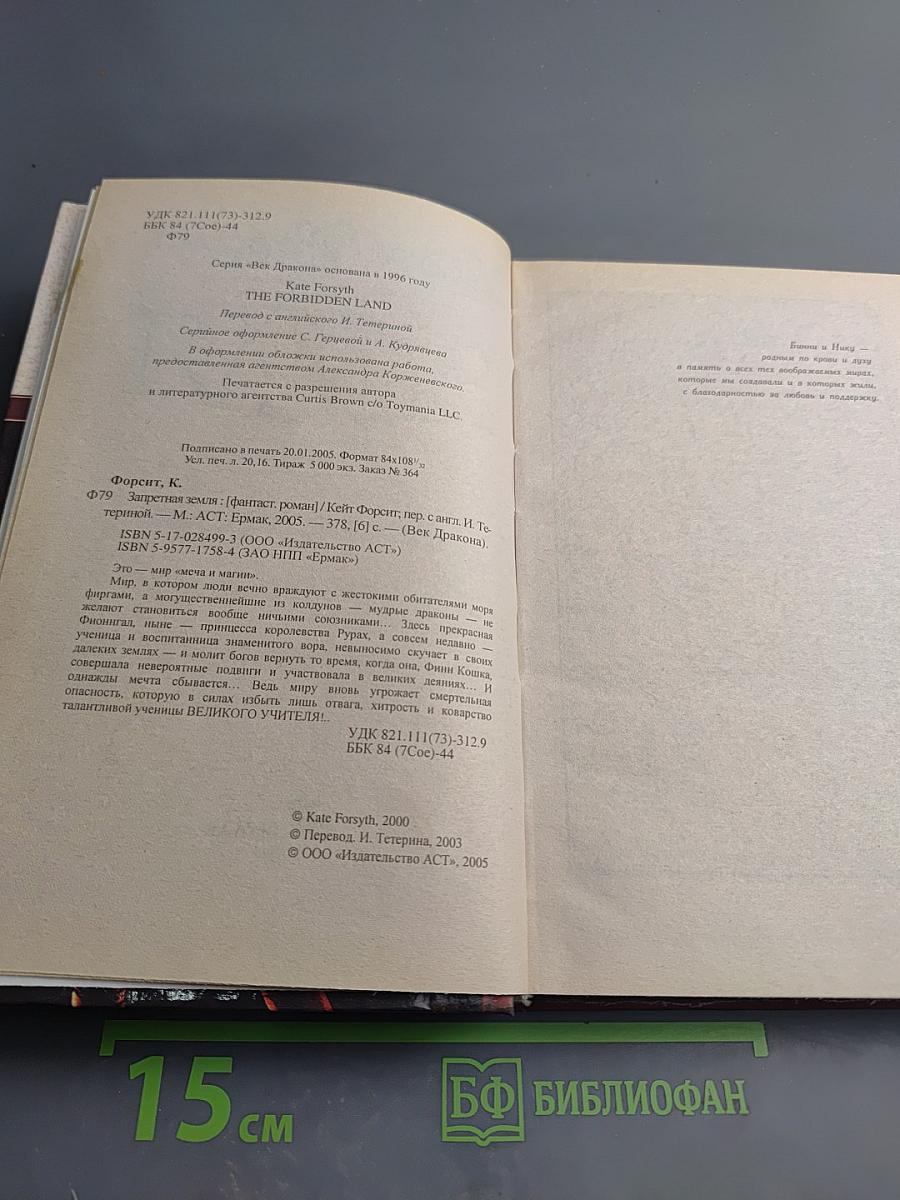 УДК 821.111(73)-312.9
ББК 84 (7Сое)-44
Ф79
Серия «Век Дракона» основана в 1996 году
Kate Forsyth
THE FORBIDDEN LAND
Перевод с английского И. Тетериной
Серийное оформление С. Герцевой и А. Кудрявцева
В оформлении обложки использована работа,
предоставленная агентством Александра Корженевского.
Печатается с разрешения автора
и литературного агентства Curtis Brown c/o Toymania LLC.
Подписано в печать 20.01.2005. Формат 84х108 1/32
Усл. печ. л. 20,16. Тираж 5 000 экз. Заказ № 364
Форсит, К.
Ф79 Запретная земля : [фантаст. роман] / Кейт Форсит; пер. с англ. И. Те-
териной. — М.: АСТ: Ермак, 2005. — 378, [6] с. — (Век Дракона).
ISBN 5-17-028499-3 (ООО «Издательство АСТ»)
ISBN 5-9577-1758-4 (ЗАО НПП «Ермак»)
Это — мир «меча и магии».
Мир, в котором люди вечно враждуют с жестокими обитателями моря
фиргами, а могущественнейшие из колдунов — мудрые драконы — не
желают становиться вообще ничьими союзниками... Здесь прекрасная
Фионнгал, ныне — принцесса королевства Рурах, а совсем недавно —
ученица и воспитанница знаменитого вора, невыносимо скучает в своих
далеких землях — и молит богов вернуть то время, когда она, Финн Кошка,
совершала невероятные подвиги и участвовала в великих деяниях... И
однажды мечта сбывается... Ведь миру вновь угрожает смертельная
опасность, которую в силах избыть лишь отвага, хитрость и коварство
талантливой ученицы ВЕЛИКОГО УЧИТЕЛЯ!..
УДК 821.111(73)-312.9
ББК 84 (7Сое)-44
© Kate Forsyth, 2000
© Перевод. И. Тетерина, 2003
© ООО «Издательство АСТ», 2005
Бинни и Нику —
родным по крови и духу
в память о всех тех воображаемых мирах,
которые мы создавали и в которых жили,
с благодарностью за любовь и поддержку.
15 см
БФ БИБЛИОФАН